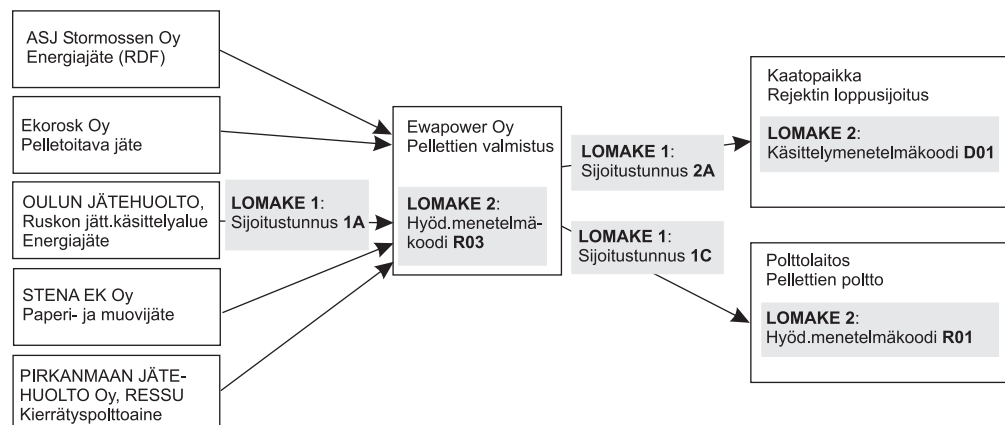 ASJ Stormossen Oy
Energiajäte (RDF)
Ekorosk Oy
Pelletoitava jäte
OULUN JÄTEHUOLTO,
Ruskon jätt.käsittelyalue
Energiajäte
STENA EK Oy
Paperi- ja muovijäte
PIRKANMAAN JÄTE-
HUOLTO Oy, RESSU
Kierrätyspolttoaine
LOMAKE 1:
Sijoitustunnus 1A
Ewapower Oy
Pellettien valmistus
LOMAKE 2:
Hyöd.menetelmä-
koodi R03
LOMAKE 1:
Sijoitustunnus 2A
LOMAKE 1:
Sijoitustunnus 1C
Kaatopaikka
Rejektin loppusijoitus
LOMAKE 2:
Käsittelymenetelmäkoodi D01
Polttolaitos
Pellettien poltto
LOMAKE 2:
Hyöd.menetelmäkoodi R01